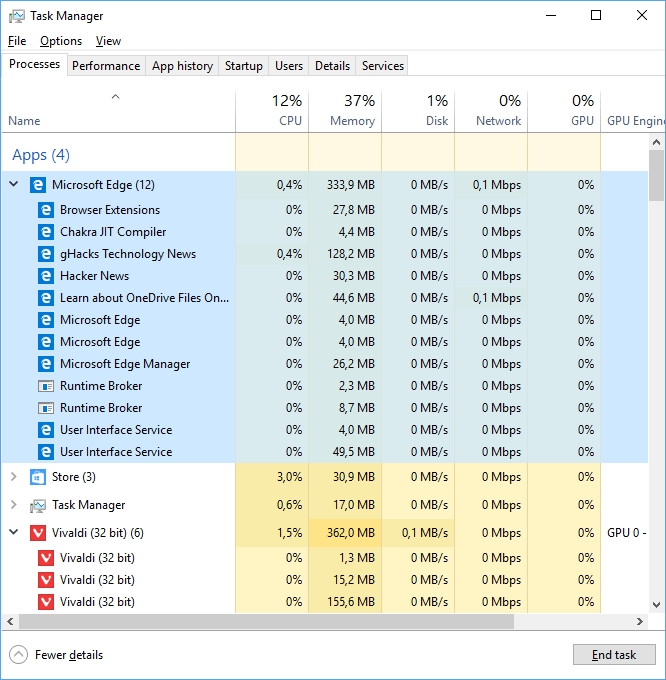 Task Manager
File Options View
Processes Performance App history Startup Users Details Services
12% 37% 1% 0% 0%
Name CPU Memory Disk Network GPU GPU Engin
Apps (4)
Microsoft Edge (12) 0,4% 333,9 MB 0 MB/s 0,1 Mbps 0%
Browser Extensions 0% 27,8 MB 0 MB/s 0 Mbps 0%
Chakra JIT Compiler 0% 4,4 MB 0 MB/s 0 Mbps 0%
gHacks Technology News 0,4% 128,2 MB 0 MB/s 0 Mbps 0%
Hacker News 0% 30,3 MB 0 MB/s 0 Mbps 0%
Learn about OneDrive Files On... 0% 44,6 MB 0 MB/s 0,1 Mbps 0%
Microsoft Edge 0% 4,0 MB 0 MB/s 0 Mbps 0%
Microsoft Edge 0% 4,0 MB 0 MB/s 0 Mbps 0%
Microsoft Edge Manager 0% 26,2 MB 0 MB/s 0 Mbps 0%
Runtime Broker 0% 2,3 MB 0 MB/s 0 Mbps 0%
Runtime Broker 0% 8,7 MB 0 MB/s 0 Mbps 0%
User Interface Service 0% 4,0 MB 0 MB/s 0 Mbps 0%
User Interface Service 0% 49,5 MB 0 MB/s 0 Mbps 0%
Store (3) 3,0% 30,9 MB 0 MB/s 0 Mbps 0%
Task Manager 0,6% 17,0 MB 0 MB/s 0 Mbps 0%
Vivaldi (32 bit) (6) 1,5% 362,0 MB 0,1 MB/s 0 Mbps 0% GPU 0 -
Vivaldi (32 bit) 0% 1,3 MB 0 MB/s 0 Mbps 0%
Vivaldi (32 bit) 0% 15,2 MB 0 MB/s 0 Mbps 0%
Vivaldi (32 bit) 0% 155,6 MB 0 MB/s 0 Mbps 0%
Fewer details End task